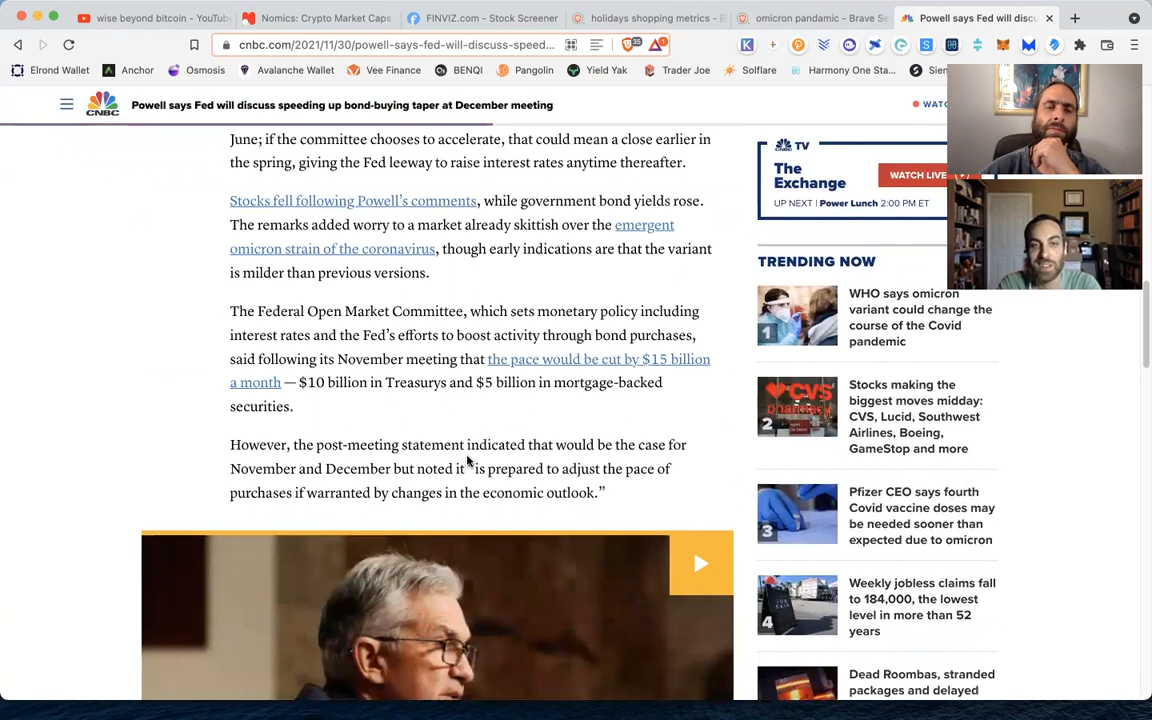 wise beyond bitcoin - YouTub
Nomics: Crypto Market Caps
FINVIZ.com - Stock Screener
holidays shopping metrics - B
omicron pandamic - Brave Se
Powell says Fed will discu
cnbc.com/2021/11/30/powell-says-fed-will-discuss-speed...
Elrond Wallet
Anchor
Osmosis
Avalanche Wallet
Vee Finance
BENQI
Pangolin
Yield Yak
Trader Joe
Solflare
Harmony One Sta...
Sien
CNBC
Powell says Fed will discuss speeding up bond-buying taper at December meeting
WATC
June; if the committee chooses to accelerate, that could mean a close earlier in
the spring, giving the Fed leeway to raise interest rates anytime thereafter.
Stocks fell following Powell's comments, while government bond yields rose.
The remarks added worry to a market already skittish over the emergent
omicron strain of the coronavirus, though early indications are that the variant
is milder than previous versions.
The Federal Open Market Committee, which sets monetary policy including
interest rates and the Fed's efforts to boost activity through bond purchases,
said following its November meeting that the pace would be cut by $15 billion
a month — $10 billion in Treasurys and $5 billion in mortgage-backed
securities.
However, the post-meeting statement indicated that would be the case for
November and December but noted it "is prepared to adjust the pace of
purchases if warranted by changes in the economic outlook."
TV
The
Exchange
WATCH LIVE
UP NEXT | Power Lunch 2:00 PM ET
TRENDING NOW
1
WHO says omicron
variant could change the
course of the Covid
pandemic
CVS
pharmacy
2
Stocks making the
biggest moves midday:
CVS, Lucid, Southwest
Airlines, Boeing,
GameStop and more
3
Pfizer CEO says fourth
Covid vaccine doses may
be needed sooner than
expected due to omicron
4
Weekly jobless claims fall
to 184,000, the lowest
level in more than 52
years
Dead Roombas, stranded
packages and delayed